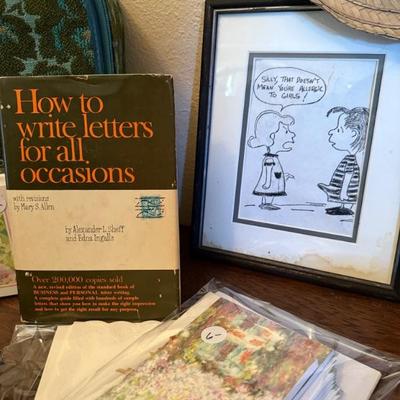 How to
write letters
for all
occasions
with revisions
by Mary S. Allen
by Alexander L. Sheff
and Edna Ingalls
Over 200,000 copies sold
A new, revised edition of the standard book of
BUSINESS and PERSONAL letter writing.
A complete guide filled with hundreds of sample
letters that show you how to make the right impression
and how to get the right result for any purpose.
SILLY, THAT DOESN'T
MEAN YOU'RE ALLERGIC
TO GIRLS!